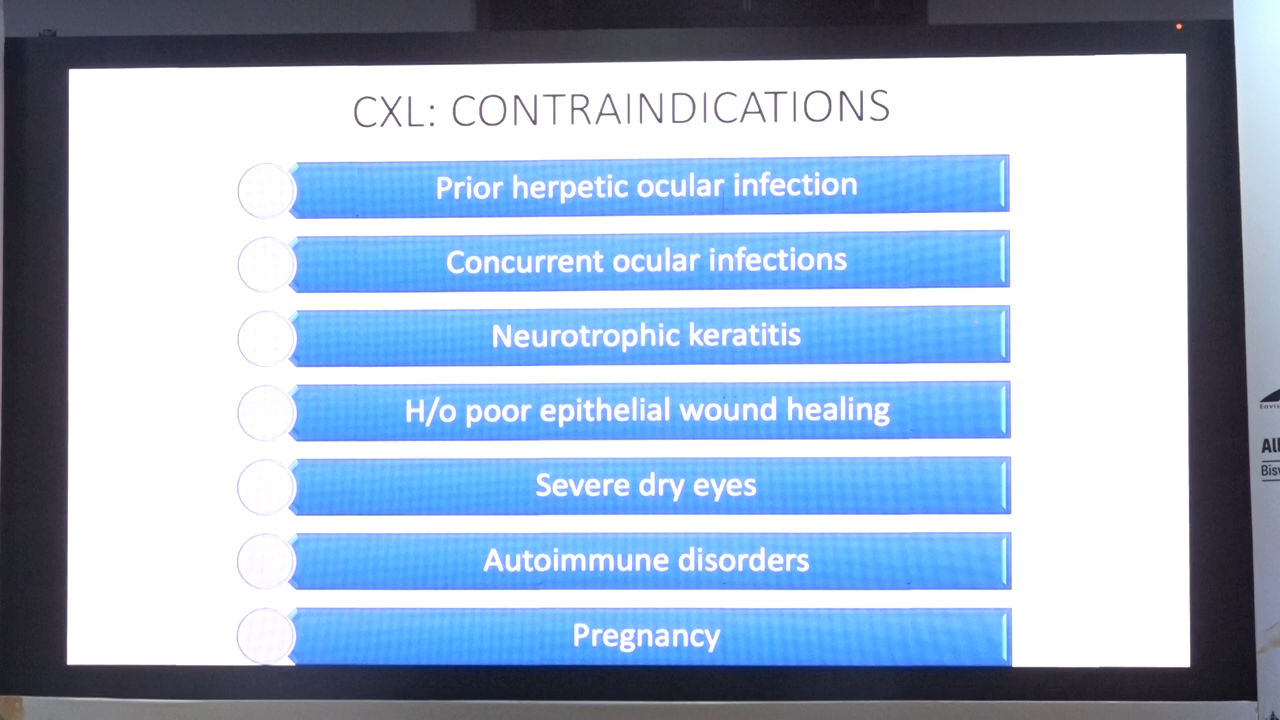 CXL: CONTRAINDICATIONS
Prior herpetic ocular infection
Concurrent ocular infections
Neurotrophic keratitis
H/o poor epithelial wound healing
Severe dry eyes
Autoimmune disorders
Pregnancy